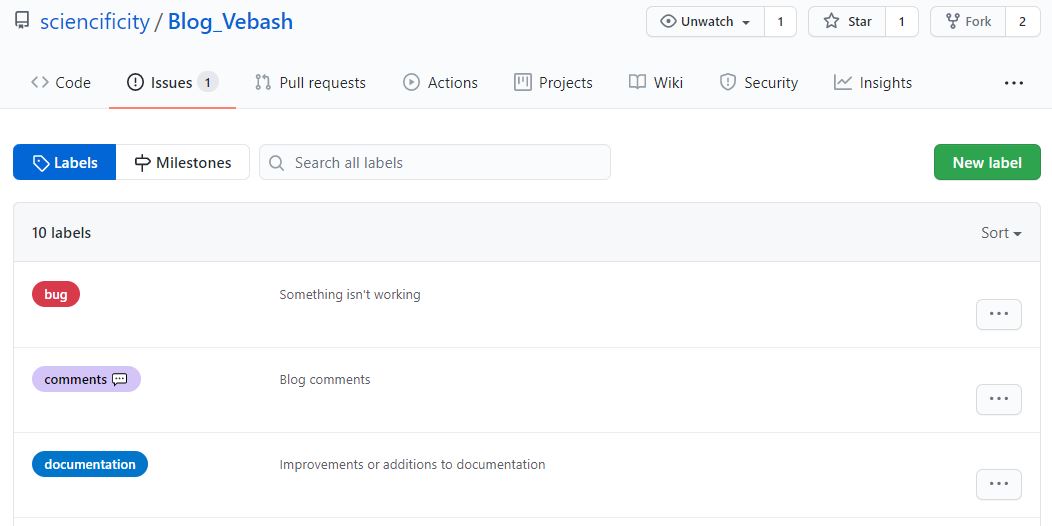 sciencificity / Blog_Vebash
Unwatch 1 Star 1 Fork 2
Code Issues 1 Pull requests Actions Projects Wiki Security Insights ...
Labels Milestones Search all labels New label
10 labels Sort
bug Something isn't working ...
comments 💬 Blog comments ...
documentation Improvements or additions to documentation ...